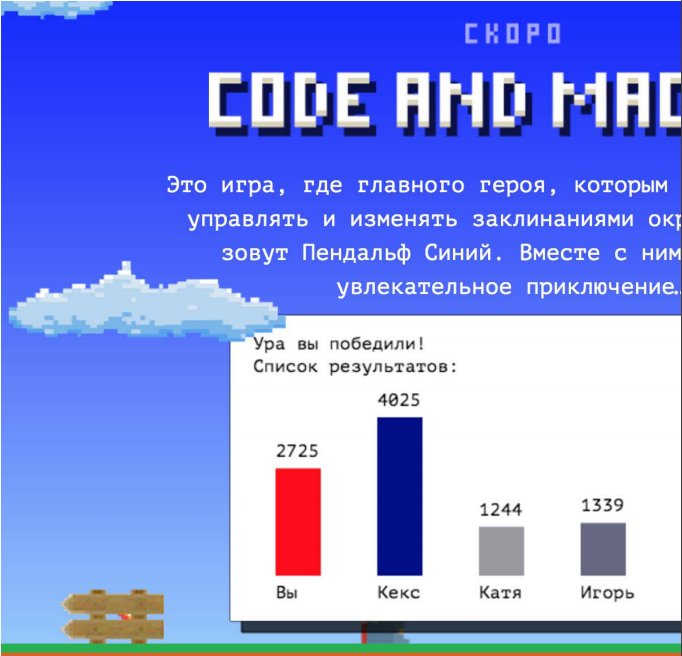 СКОРО
CODE AND MAG
Это игра, где главного героя, которым
управлять и изменять заклинаниями окр
зовут Пендальф Синий. Вместе с ним
увлекательное приключение…
Ура вы победили!
Список результатов:
2725 4025 1244 1339
Вы Кекс Катя Игорь